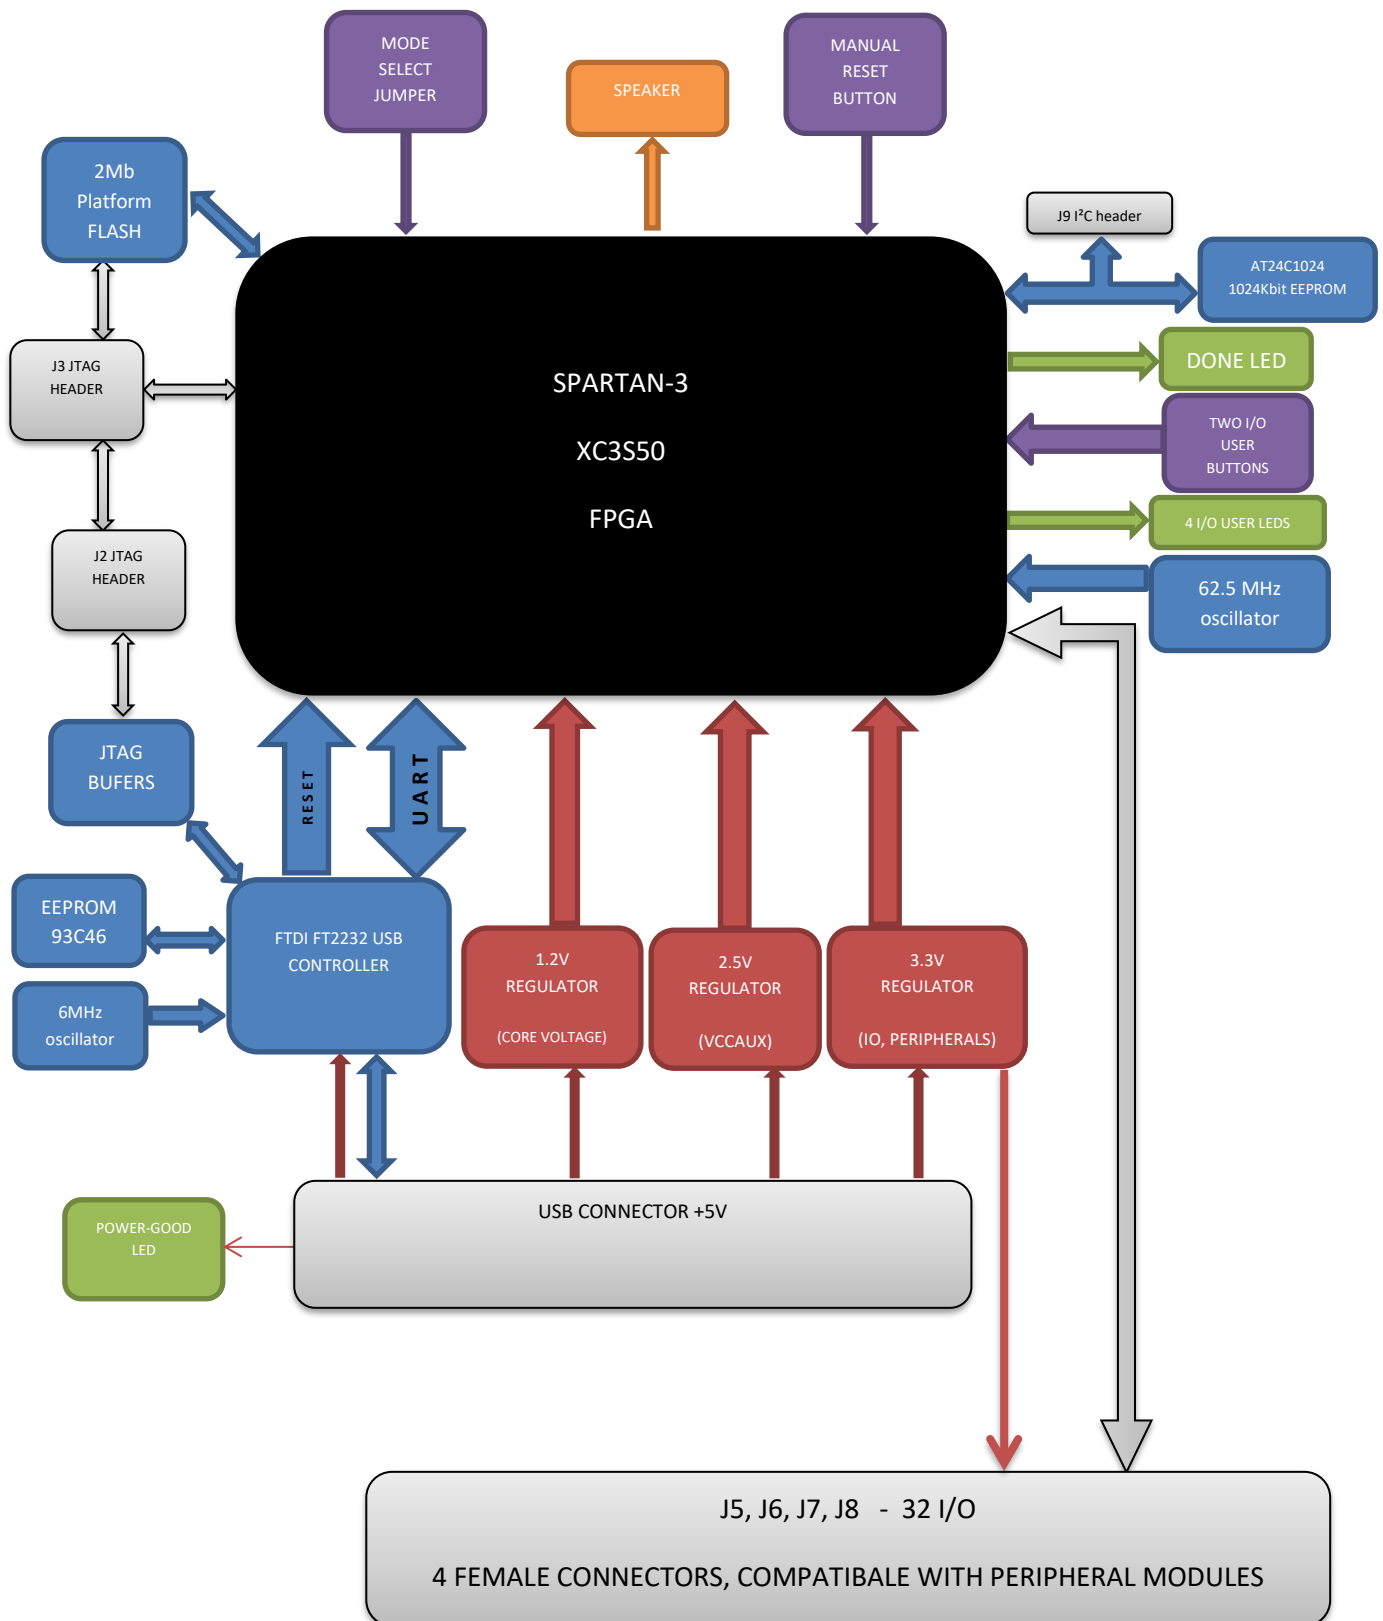 MODE
SELECT
JUMPER
SPEAKER
MANUAL
RESET
BUTTON
2Mb
Platform
FLASH
J9 I²C header
AT24C1024
1024Kbit EEPROM
J3 JTAG
HEADER
SPARTAN-3
XC3S50
FPGA
DONE LED
TWO I/O
USER
BUTTONS
4 I/O USER LEDS
62.5 MHz
oscillator
J2 JTAG
HEADER
JTAG
BUFERS
RESET
UART
EEPROM
93C46
6MHz
oscillator
FTDI FT2232 USB
CONTROLLER
1.2V
REGULATOR
(CORE VOLTAGE)
2.5V
REGULATOR
(VCCAUX)
3.3V
REGULATOR
(IO, PERIPHERALS)
POWER-GOOD
LED
USB CONNECTOR +5V
J5, J6, J7, J8 - 32 I/O
4 FEMALE CONNECTORS, COMPATIBALE WITH PERIPHERAL MODULES